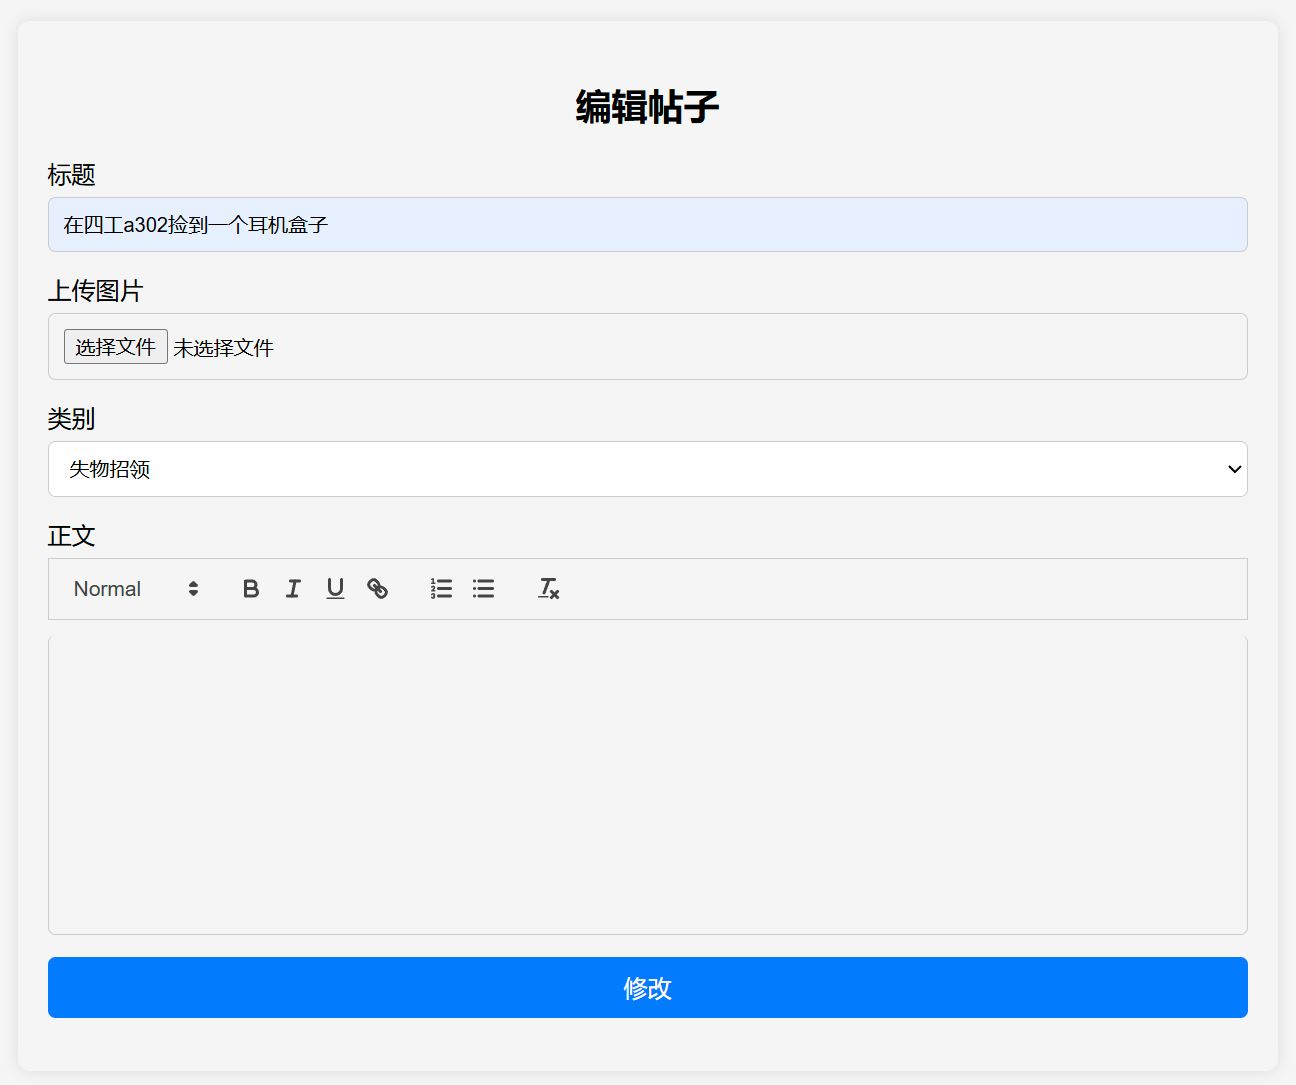 编辑帖子
标题
在四工a302捡到一个耳机盒子
上传图片
选择文件 未选择文件
类别
失物招领
正文
Normal
修改